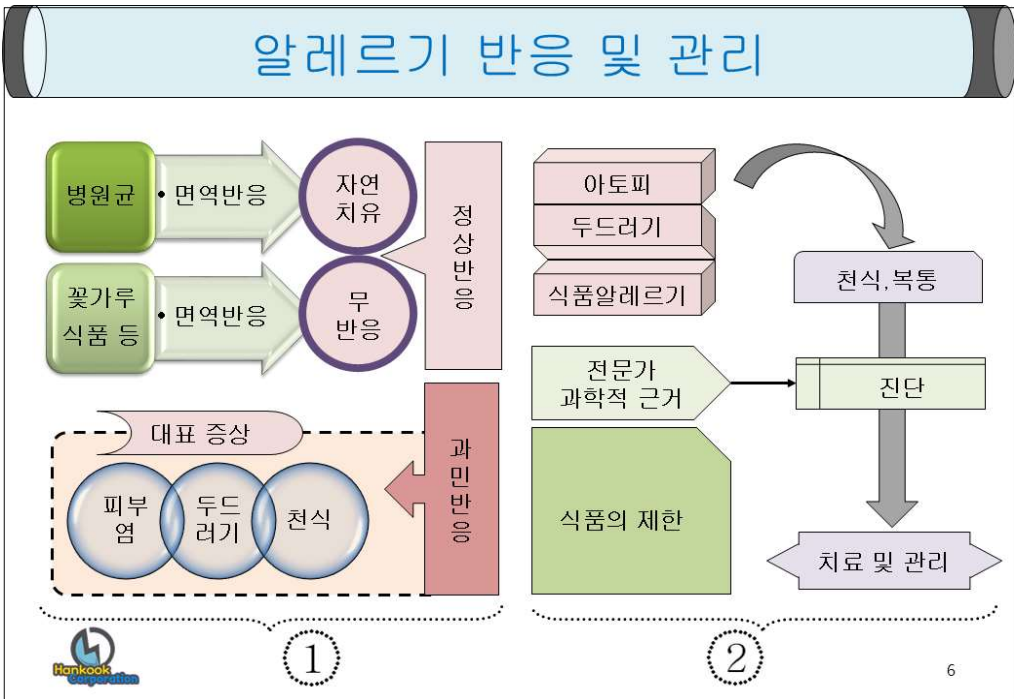 알레르기 반응 및 관리
병원균
• 면역반응
자연
치유
꽃가루
식품 등
• 면역반응
무
반응
정
상
반
응
대표 증상
피부
염
두드
러기
천식
과
민
반
응
①
아토피
두드러기
식품알레르기
천식,복통
전문가
과학적 근거
진단
식품의 제한
치료 및 관리
②
Hankook
Corporation
6